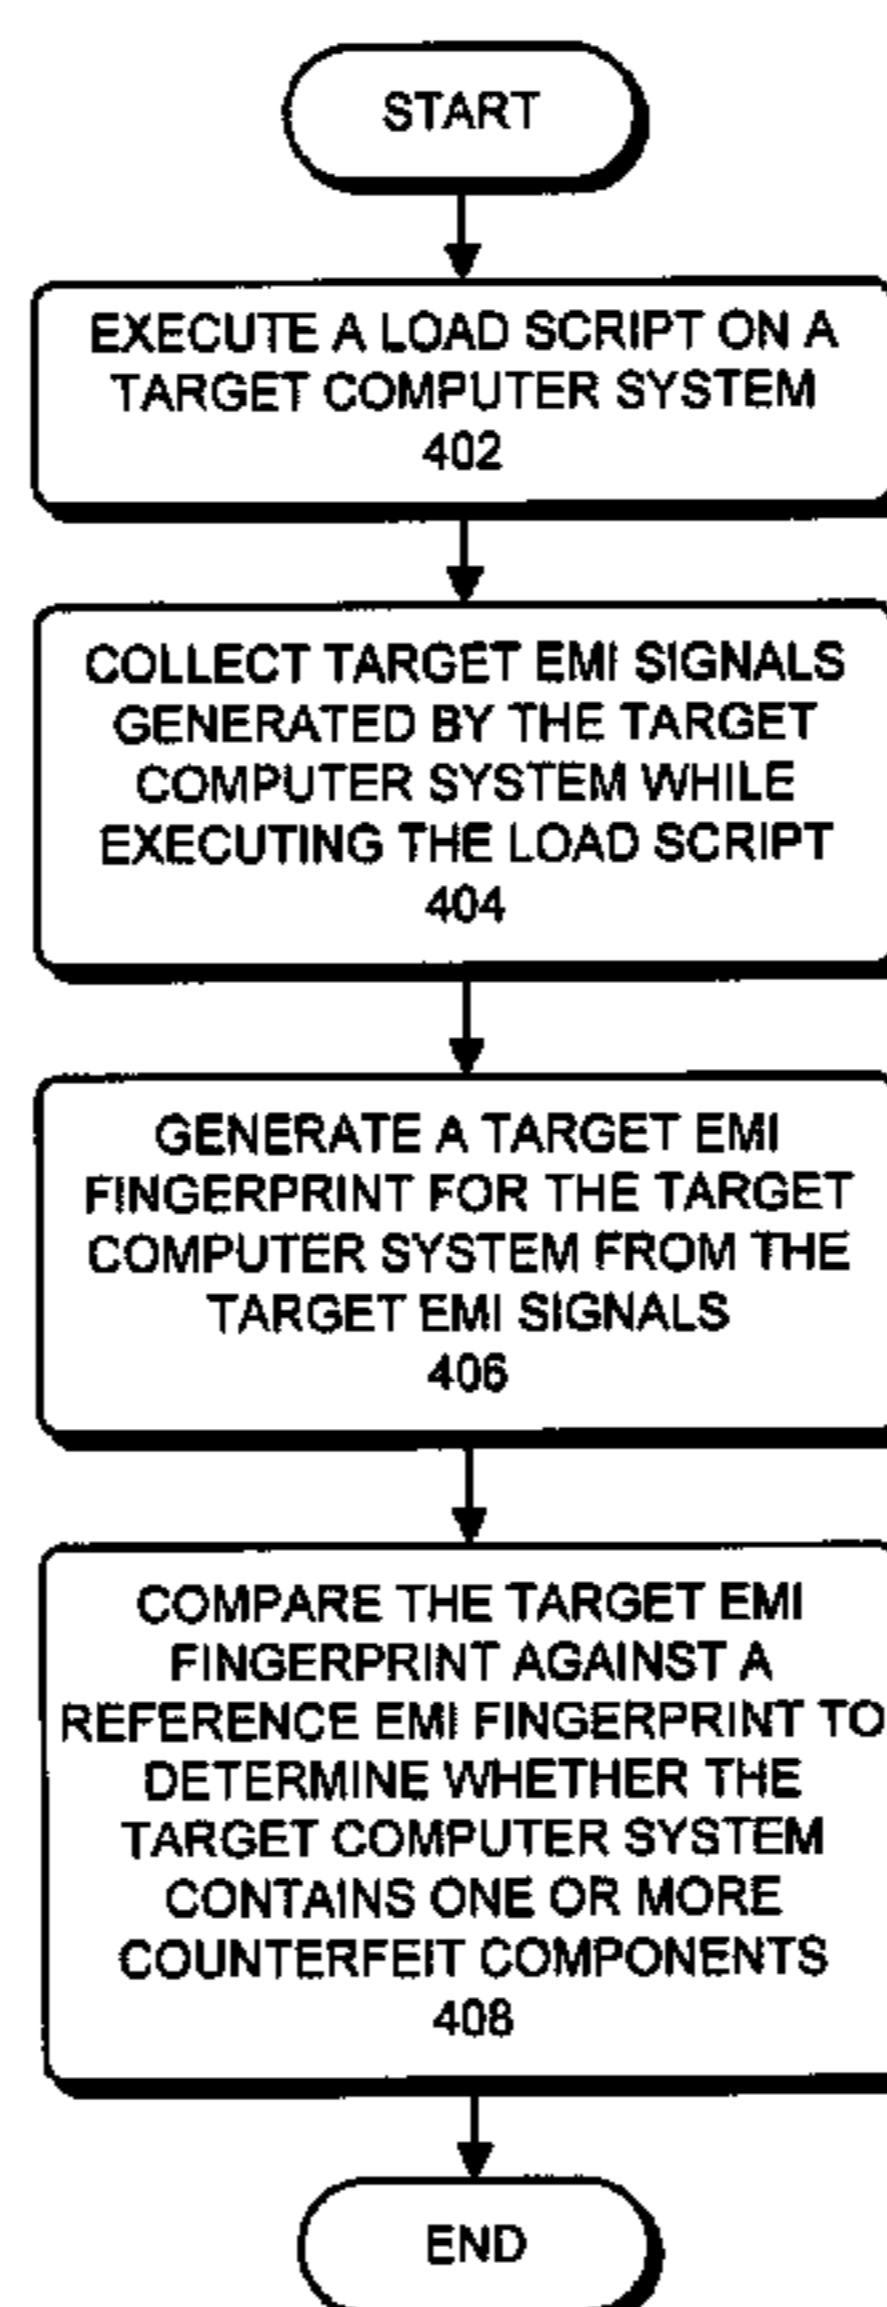 START
EXECUTE A LOAD SCRIPT ON A
TARGET COMPUTER SYSTEM
402
COLLECT TARGET EMI SIGNALS
GENERATED BY THE TARGET
COMPUTER SYSTEM WHILE
EXECUTING THE LOAD SCRIPT
404
GENERATE A TARGET EMI
FINGERPRINT FOR THE TARGET
COMPUTER SYSTEM FROM THE
TARGET EMI SIGNALS
406
COMPARE THE TARGET EMI
FINGERPRINT AGAINST A
REFERENCE EMI FINGERPRINT TO
DETERMINE WHETHER THE
TARGET COMPUTER SYSTEM
CONTAINS ONE OR MORE
COUNTERFEIT COMPONENTS
408
END